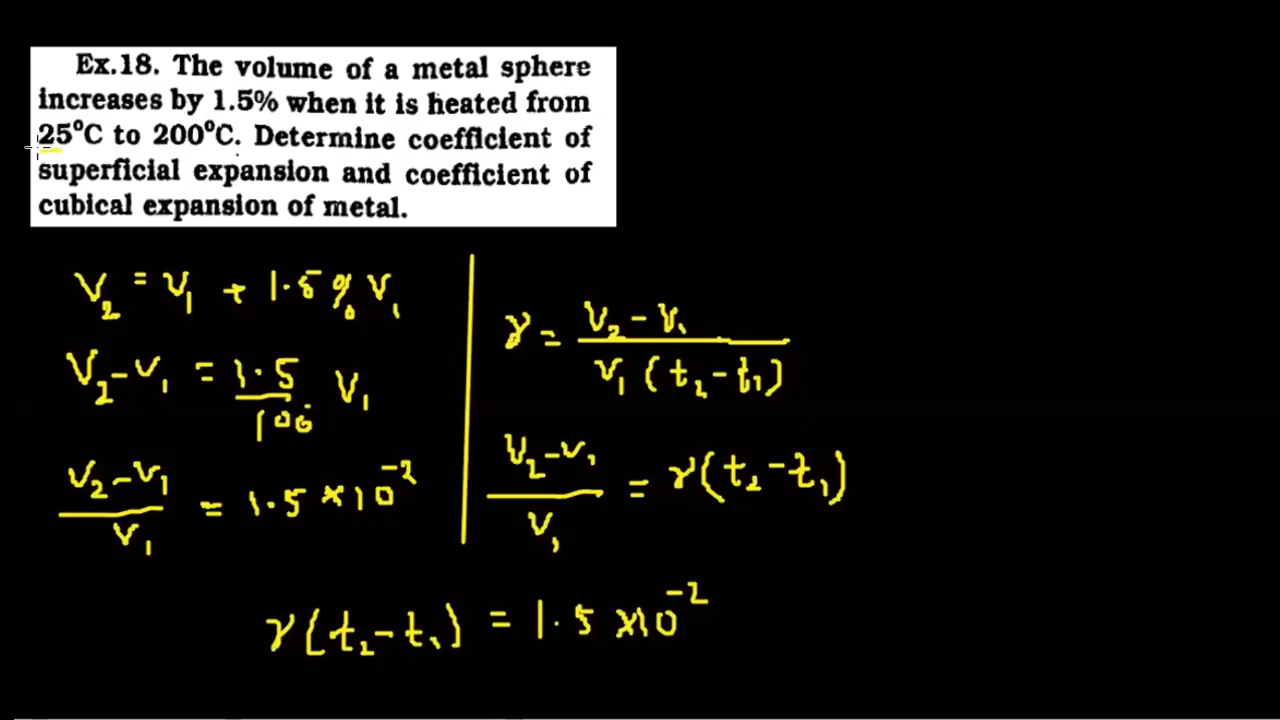 Ex.18. The volume of a metal sphere
increases by 1.5% when it is heated from
25°C to 200°C. Determine coefficient of
superficial expansion and coefficient of
cubical expansion of metal.
V₂ = V₁ + 1.5% V₁
V₂-V₁ = 1.5/100 V₁
(V₂-V₁)/V₁ = 1.5 × 10⁻²
γ = (V₂-V₁)/(V₁(t₂-t₁))
(V₂-V₁)/V₁ = γ(t₂-t₁)
γ(t₂-t₁) = 1.5 × 10⁻²